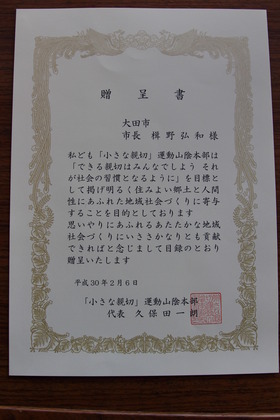 贈呈書
大田市
市長 楫野弘和様
私ども「小さな親切」運動山陰本部は
「できる親切はみんなでしよう それ
が社会の習慣となるように」を目標と
して掲げ明るく住みよい郷土と人間
性にあふれた地域社会づくりに寄与
することを目的としております
思いやりにあふれるあたたかな地域
社会づくりにいささかなりとも貢献
できればと念じまして目録のとおり
贈呈いたします
平成30年2月6日
「小さな親切」運動山陰本部
代表 久保田一朗